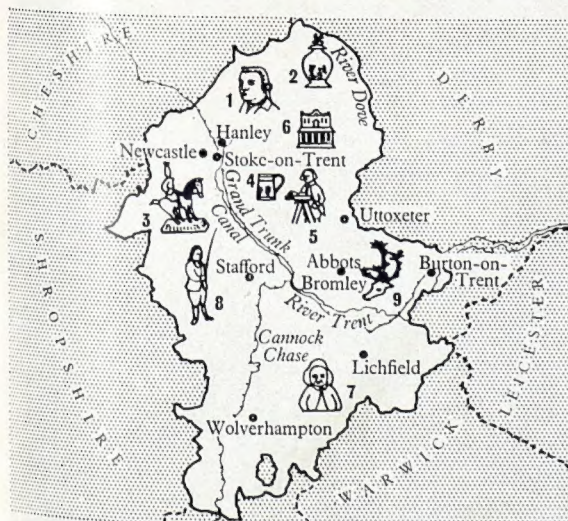 CHESHIRE
DERBY
River Dove
2
1
6
Hanley
Newcastle
Stoke-on-Trent
4
Grand Trunk
Canal
3
5
Uttoxeter
SHROPSHIRE
Stafford
Abbots
Bromley
Burton-on-
Trent
8
9
River Trent
Cannock
Chase
Lichfield
7
LEICESTER
Wolverhampton
WARWICK